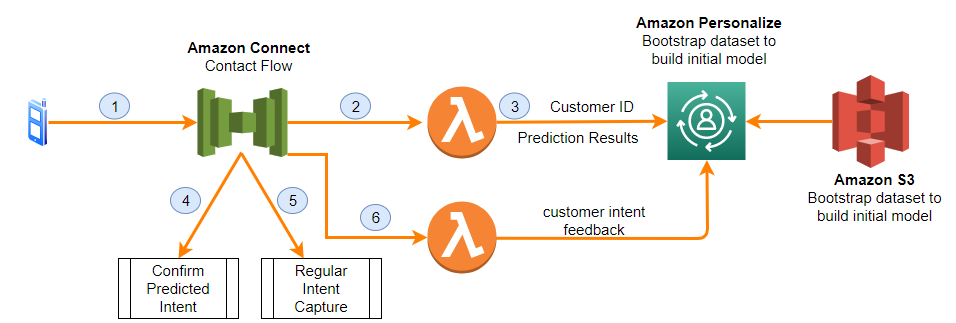 Amazon Personalize
Bootstrap dataset to
build initial model
Amazon Connect
Contact Flow
1
2
3
Customer ID
Prediction Results
Amazon S3
Bootstrap dataset to
build initial model
4
5
6
customer intent
feedback
Confirm
Predicted
Intent
Regular
Intent
Capture